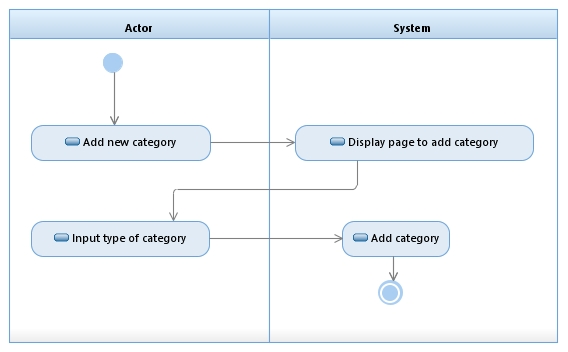 Actor
System
Add new category
Display page to add category
Input type of category
Add category